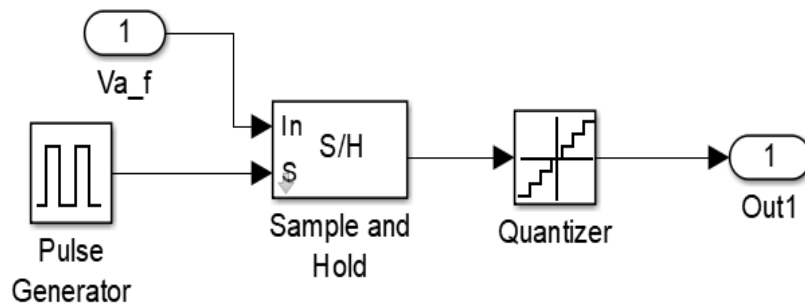 1
Va_f
In
S/H
S
Sample and
Hold
Pulse
Generator
Quantizer
1
Out1